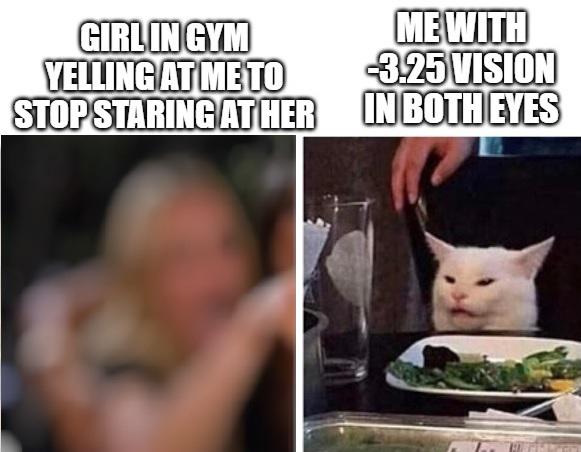 GIRL IN GYM
YELLING AT ME TO
STOP STARING AT HER
ME WITH
-3.25 VISION
IN BOTH EYES